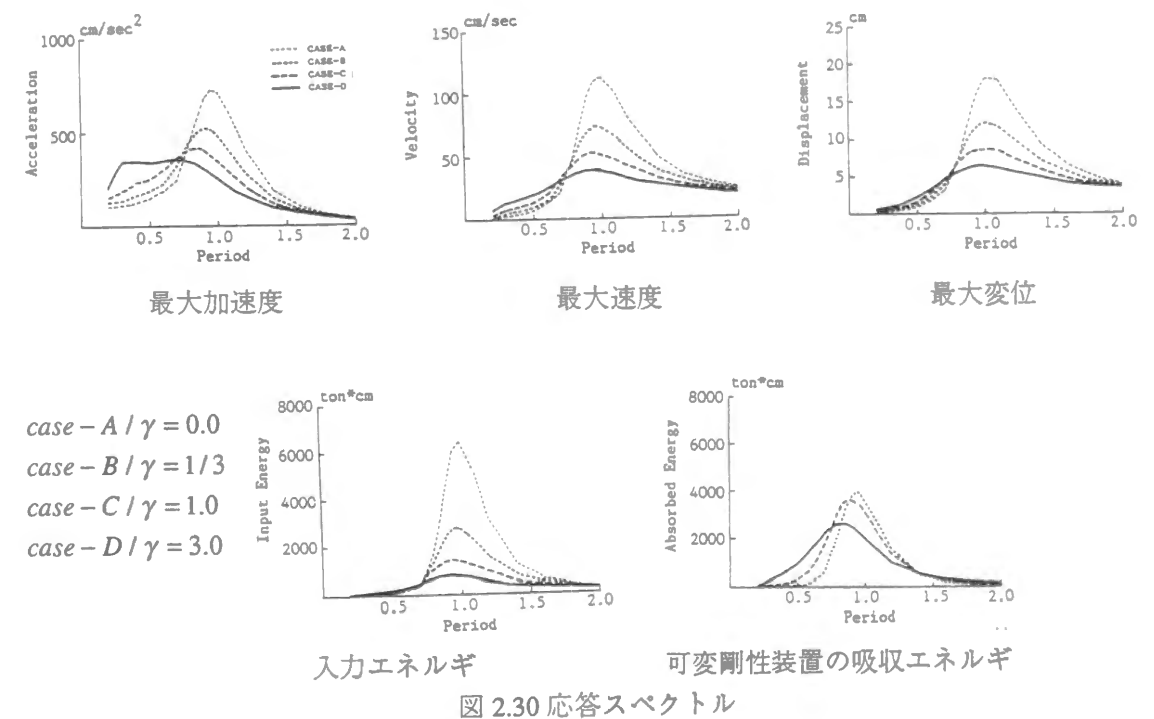 cm/sec²
1000
500
Acceleration
CASE-A
CASE-B
CASE-C
CASE-D
0.5 1.0 1.5 2.0
Period
最大加速度
cm/sec
150
100
50
Velocity
0.5 1.0 1.5 2.0
Period
最大速度
cm
25
20
15
10
5
Displacement
0.5 1.0 1.5 2.0
Period
最大変位
case – A / γ = 0.0
case – B / γ = 1/3
case – C / γ = 1.0
case – D / γ = 3.0
ton*cm
8000
6000
4000
2000
Input Energy
0.5 1.0 1.5 2.0
Period
入力エネルギ
ton*cm
8000
6000
4000
2000
Absorbed Energy
0.5 1.0 1.5 2.0
Period
可変剛性装置の吸収エネルギ
図 2.30 応答スペクトル